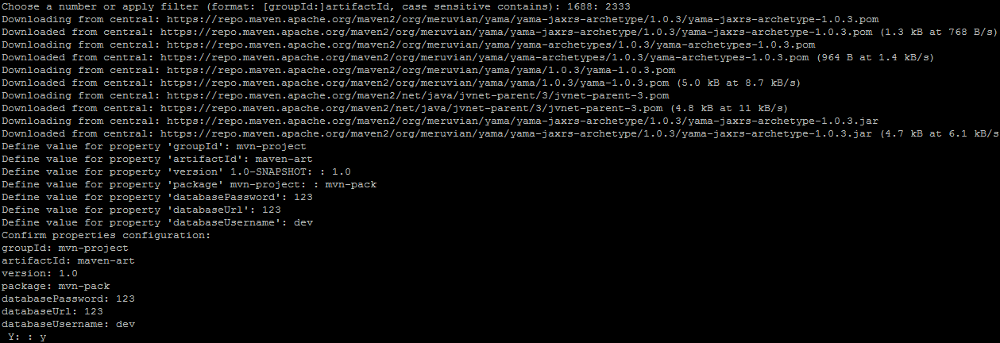 Choose a number or apply filter (format: [groupId:]artifactId, case sensitive contains): 1688: 2333
Downloading from central: https://repo.maven.apache.org/maven2/org/meruvian/yama/yama-jaxrs-archetype/1.0.3/yama-jaxrs-archetype-1.0.3.pom
Downloaded from central: https://repo.maven.apache.org/maven2/org/meruvian/yama/yama-jaxrs-archetype/1.0.3/yama-jaxrs-archetype-1.0.3.pom (1.3 kB at 768 B/s)
Downloading from central: https://repo.maven.apache.org/maven2/org/meruvian/yama/yama-archetypes/1.0.3/yama-archetypes-1.0.3.pom
Downloaded from central: https://repo.maven.apache.org/maven2/org/meruvian/yama/yama-archetypes/1.0.3/yama-archetypes-1.0.3.pom (964 B at 1.4 kB/s)
Downloading from central: https://repo.maven.apache.org/maven2/org/meruvian/yama/yama/1.0.3/yama-1.0.3.pom
Downloaded from central: https://repo.maven.apache.org/maven2/org/meruvian/yama/yama/1.0.3/yama-1.0.3.pom (5.0 kB at 8.7 kB/s)
Downloading from central: https://repo.maven.apache.org/maven2/net/java/jvnet-parent/3/jvnet-parent-3.pom
Downloaded from central: https://repo.maven.apache.org/maven2/net/java/jvnet-parent/3/jvnet-parent-3.pom (4.8 kB at 11 kB/s)
Downloading from central: https://repo.maven.apache.org/maven2/org/meruvian/yama/yama-jaxrs-archetype/1.0.3/yama-jaxrs-archetype-1.0.3.jar
Downloaded from central: https://repo.maven.apache.org/maven2/org/meruvian/yama/yama-jaxrs-archetype/1.0.3/yama-jaxrs-archetype-1.0.3.jar (4.7 kB at 6.1 kB/s
Define value for property 'groupId': mvn-project
Define value for property 'artifactId': maven-art
Define value for property 'version' 1.0-SNAPSHOT: : 1.0
Define value for property 'package' mvn-project: : mvn-pack
Define value for property 'databasePassword': 123
Define value for property 'databaseUrl': 123
Define value for property 'databaseUsername': dev
Confirm properties configuration:
groupId: mvn-project
artifactId: maven-art
version: 1.0
package: mvn-pack
databasePassword: 123
databaseUrl: 123
databaseUsername: dev
 Y: : y